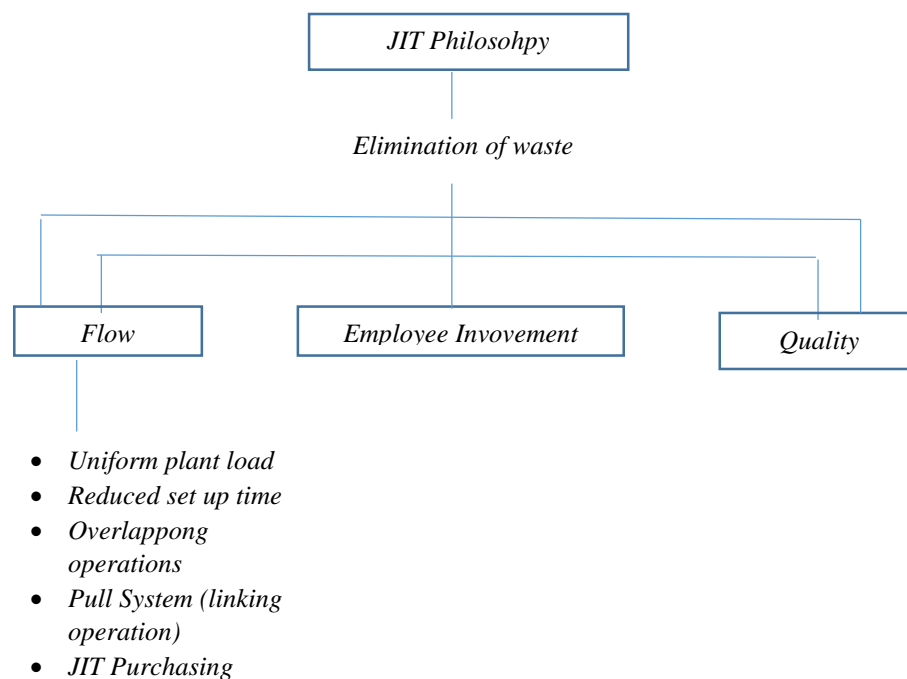 JIT Philosohpy
Elimination of waste
Flow
Employee Invovement
Quality
• Uniform plant load
• Reduced set up time
• Overlappong
operations
• Pull System (linking
operation)
• JIT Purchasing